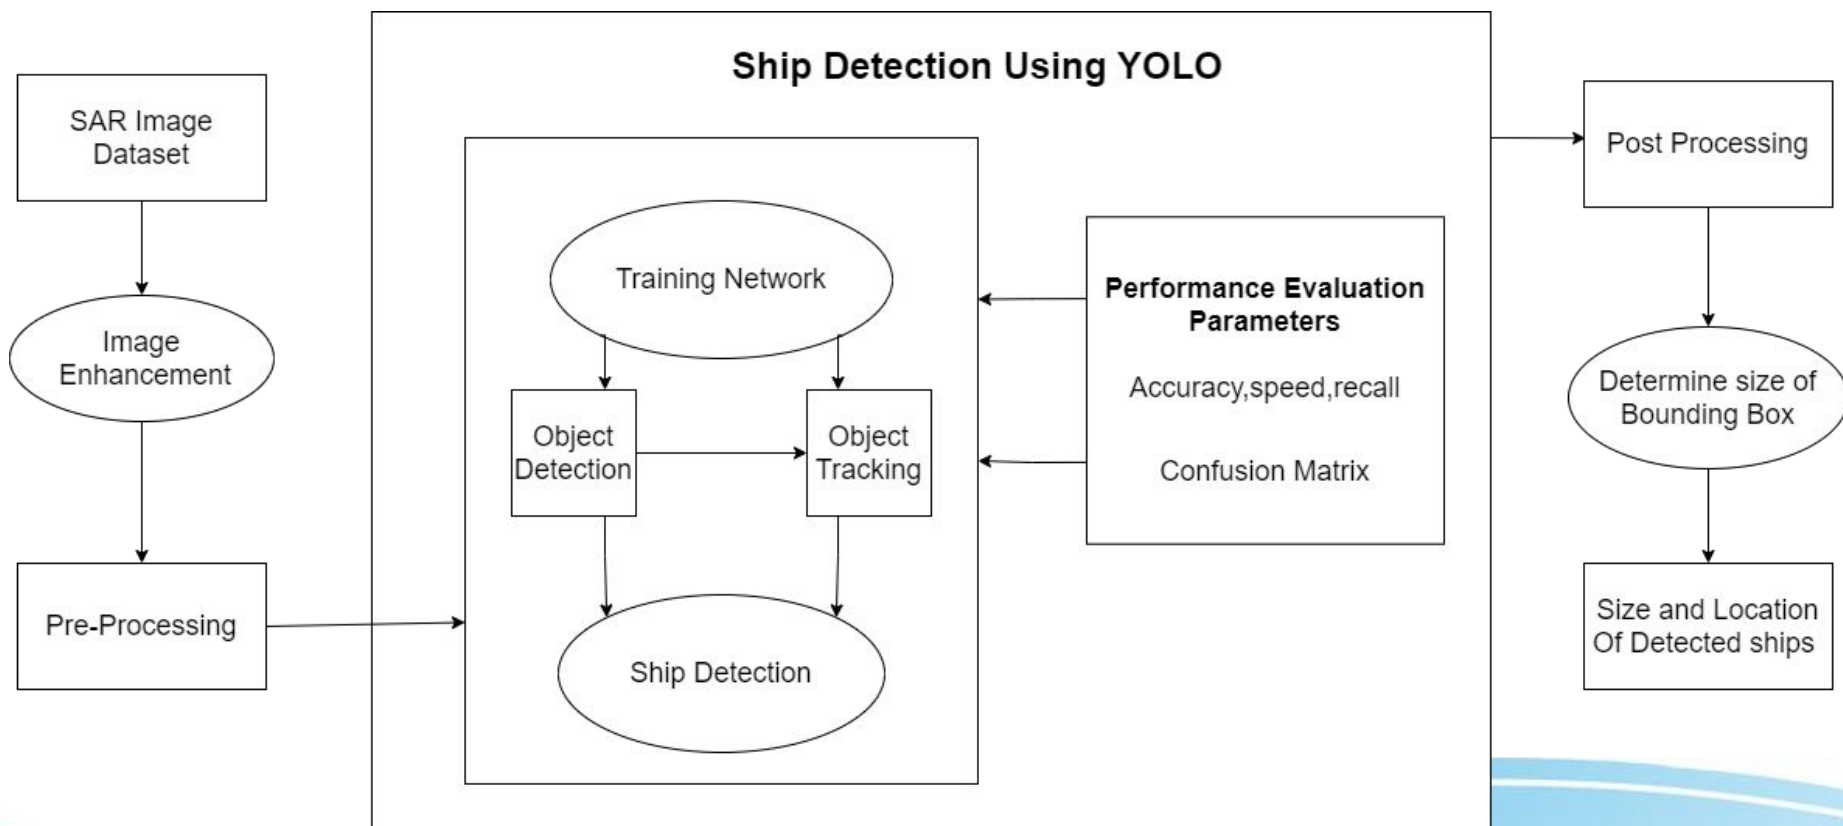 Ship Detection Using YOLO
SAR Image
Dataset
Image
Enhancement
Pre-Processing
Training Network
Object
Detection
Object
Tracking
Ship Detection
Performance Evaluation
Parameters
Accuracy,speed,recall
Confusion Matrix
Post Processing
Determine size of
Bounding Box
Size and Location
Of Detected ships